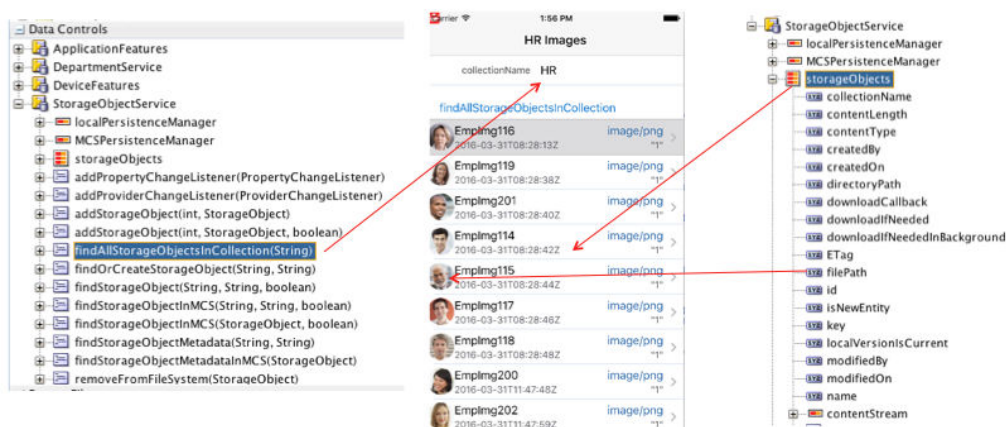 Data Controls
ApplicationFeatures
DepartmentService
DeviceFeatures
StorageObjectService
localPersistenceManager
MCSPersistenceManager
storageObjects
addPropertyChangeListener(PropertyChangeListener)
addProviderChangeListener(ProviderChangeListener)
addStorageObject(int, StorageObject)
addStorageObject(int, StorageObject, boolean)
findAllStorageObjectsInCollection(String)
findOrCreateStorageObject(String, String)
findStorageObject(String, String, boolean)
findStorageObjectInMCS(String, String, boolean)
findStorageObjectInMCS(StorageObject, boolean)
findStorageObjectMetadata(String, String)
findStorageObjectMetadataInMCS(StorageObject)
removeFromFileSystem(StorageObject)
1:56 PM
HR Images
collectionName HR
findAllStorageObjectsInCollection
EmpImg116 image/png
2016-03-31T08:28:13Z "1"
EmpImg119 image/png
2016-03-31T08:28:38Z "1"
EmpImg201 image/png
2016-03-31T08:28:40Z "1"
EmpImg114 image/png
2016-03-31T08:28:42Z "1"
EmpImg115 image/png
2016-03-31T08:28:44Z "1"
EmpImg117 image/png
2016-03-31T08:28:46Z "1"
EmpImg118 image/png
2016-03-31T08:28:48Z "1"
EmpImg200 image/png
2016-03-31T11:47:48Z "1"
EmpImg202 image/png
2016-03-31T11:47:59Z "1"
StorageObjectService
localPersistenceManager
MCSPersistenceManager
storageObjects
collectionName
contentLength
contentType
createdBy
createdOn
directoryPath
downloadCallback
downloadIfNeeded
downloadIfNeededInBackground
ETag
filePath
id
isNewEntity
key
localVersionIsCurrent
modifiedBy
modifiedOn
name
contentStream